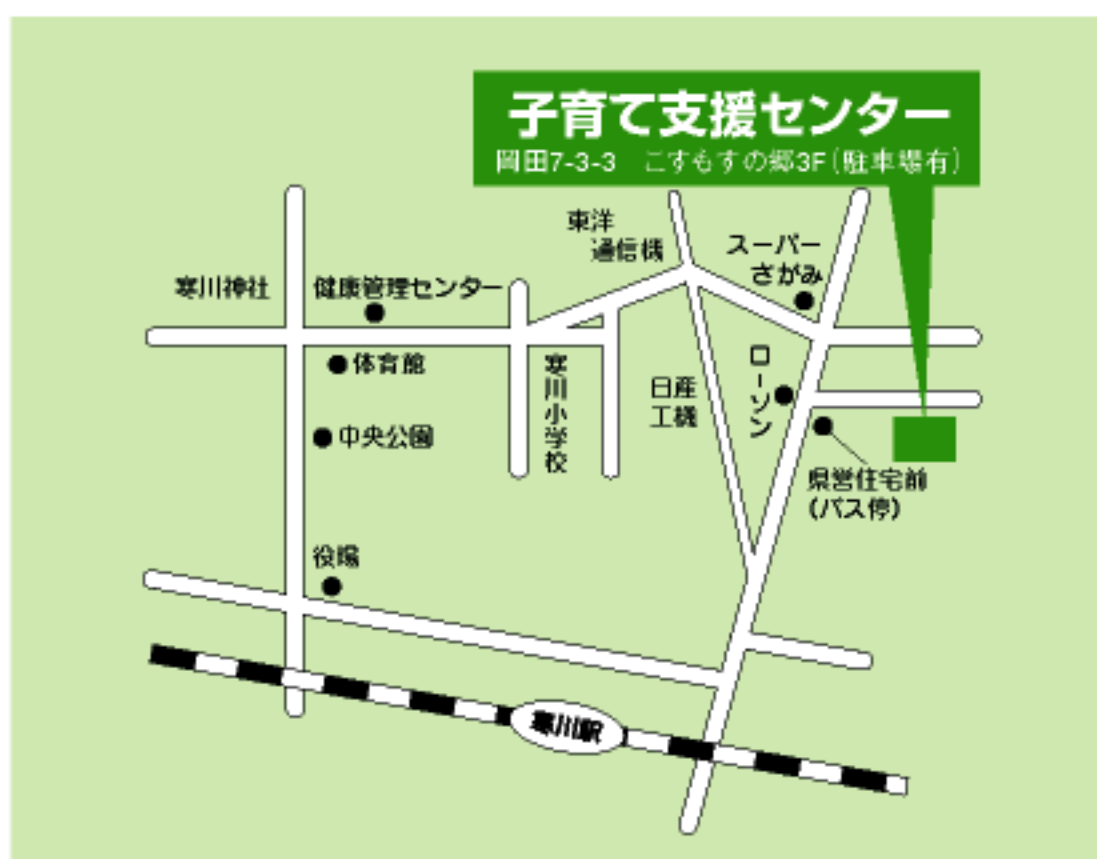 子育て支援センター
岡田7-3-3 こすもすの郷3F(駐車場有)
東洋
通信機
スーパー
さがみ
寒川神社
健康管理センター
体育館
寒川小学校
日産
工機
ローソン
中央公園
県営住宅前
(バス停)
役場
寒川駅